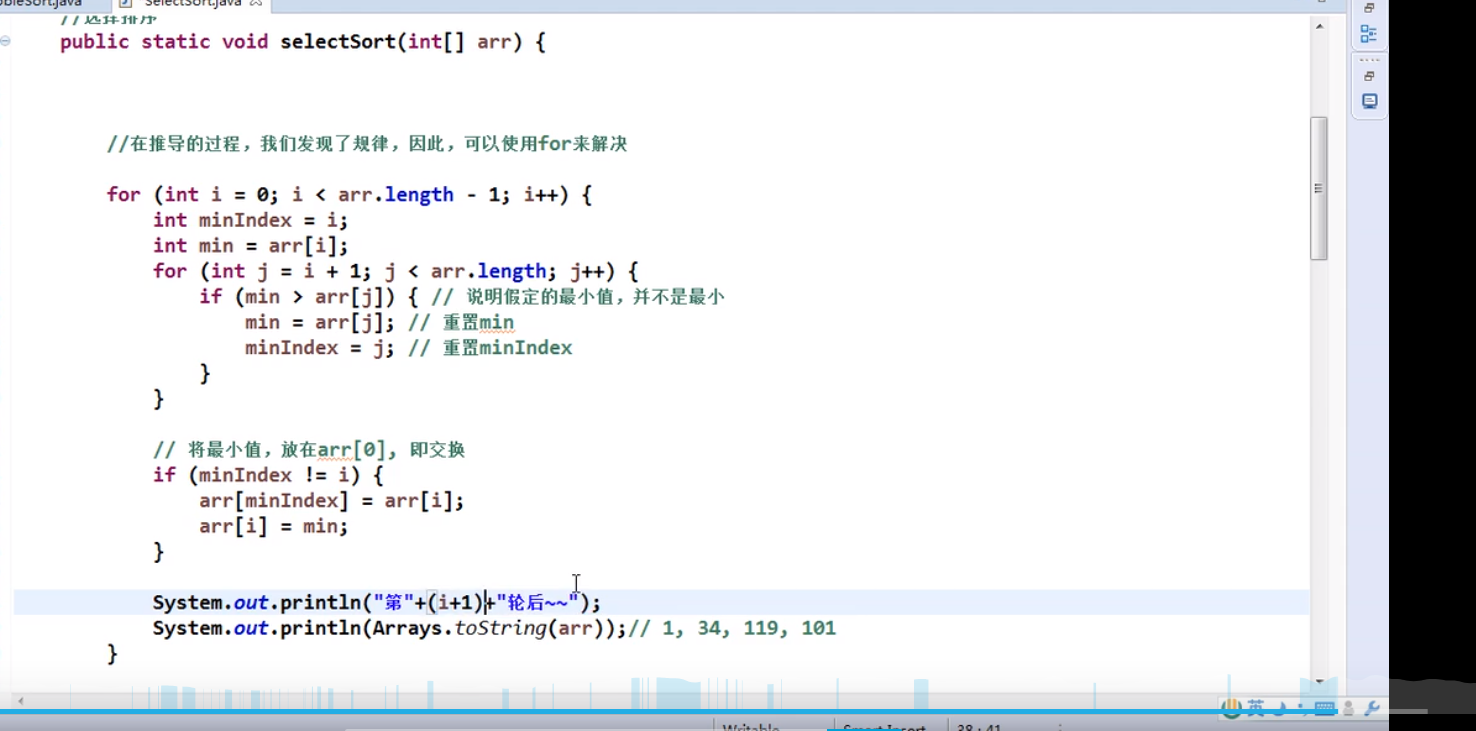 SelectSort.java
//选择排序
public static void selectSort(int[] arr) {
//在推导的过程，我们发现了规律，因此，可以使用for来解决
for (int i = 0; i < arr.length - 1; i++) {
int minIndex = i;
int min = arr[i];
for (int j = i + 1; j < arr.length; j++) {
if (min > arr[j]) { // 说明假定的最小值，并不是最小
min = arr[j]; // 重置min
minIndex = j; // 重置minIndex
}
}
// 将最小值，放在arr[0], 即交换
if (minIndex != i) {
arr[minIndex] = arr[i];
arr[i] = min;
}
System.out.println("第"+(i+1)+"轮后~~");
System.out.println(Arrays.toString(arr));// 1, 34, 119, 101
}
英
Writable
Smart Insert
38 : 41